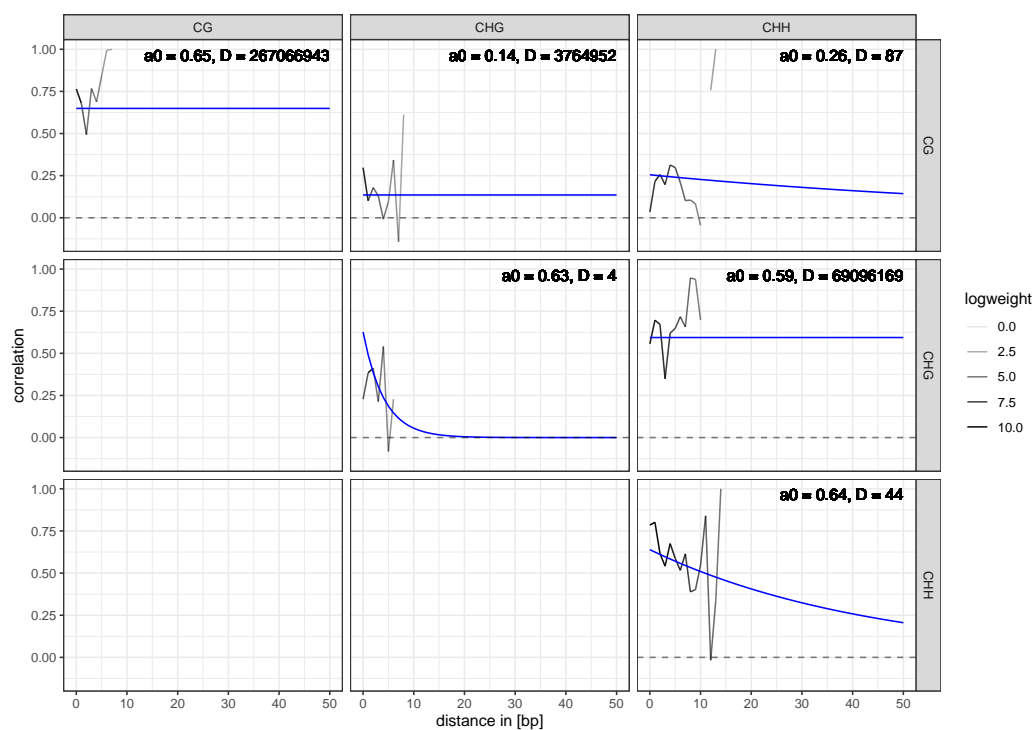 CG CHG CHH
a0 = 0.65, D = 267066943
a0 = 0.14, D = 3764952
a0 = 0.26, D = 87
1.00
0.75
0.50
0.25
0.00
CG
a0 = 0.63, D = 4
a0 = 0.59, D = 69096169
1.00
0.75
0.50
0.25
0.00
CHG
a0 = 0.64, D = 44
1.00
0.75
0.50
0.25
0.00
CHH
0 10 20 30 40 50
0 10 20 30 40 50
0 10 20 30 40 50
distance in [bp]
correlation
logweight
0.0
2.5
5.0
7.5
10.0